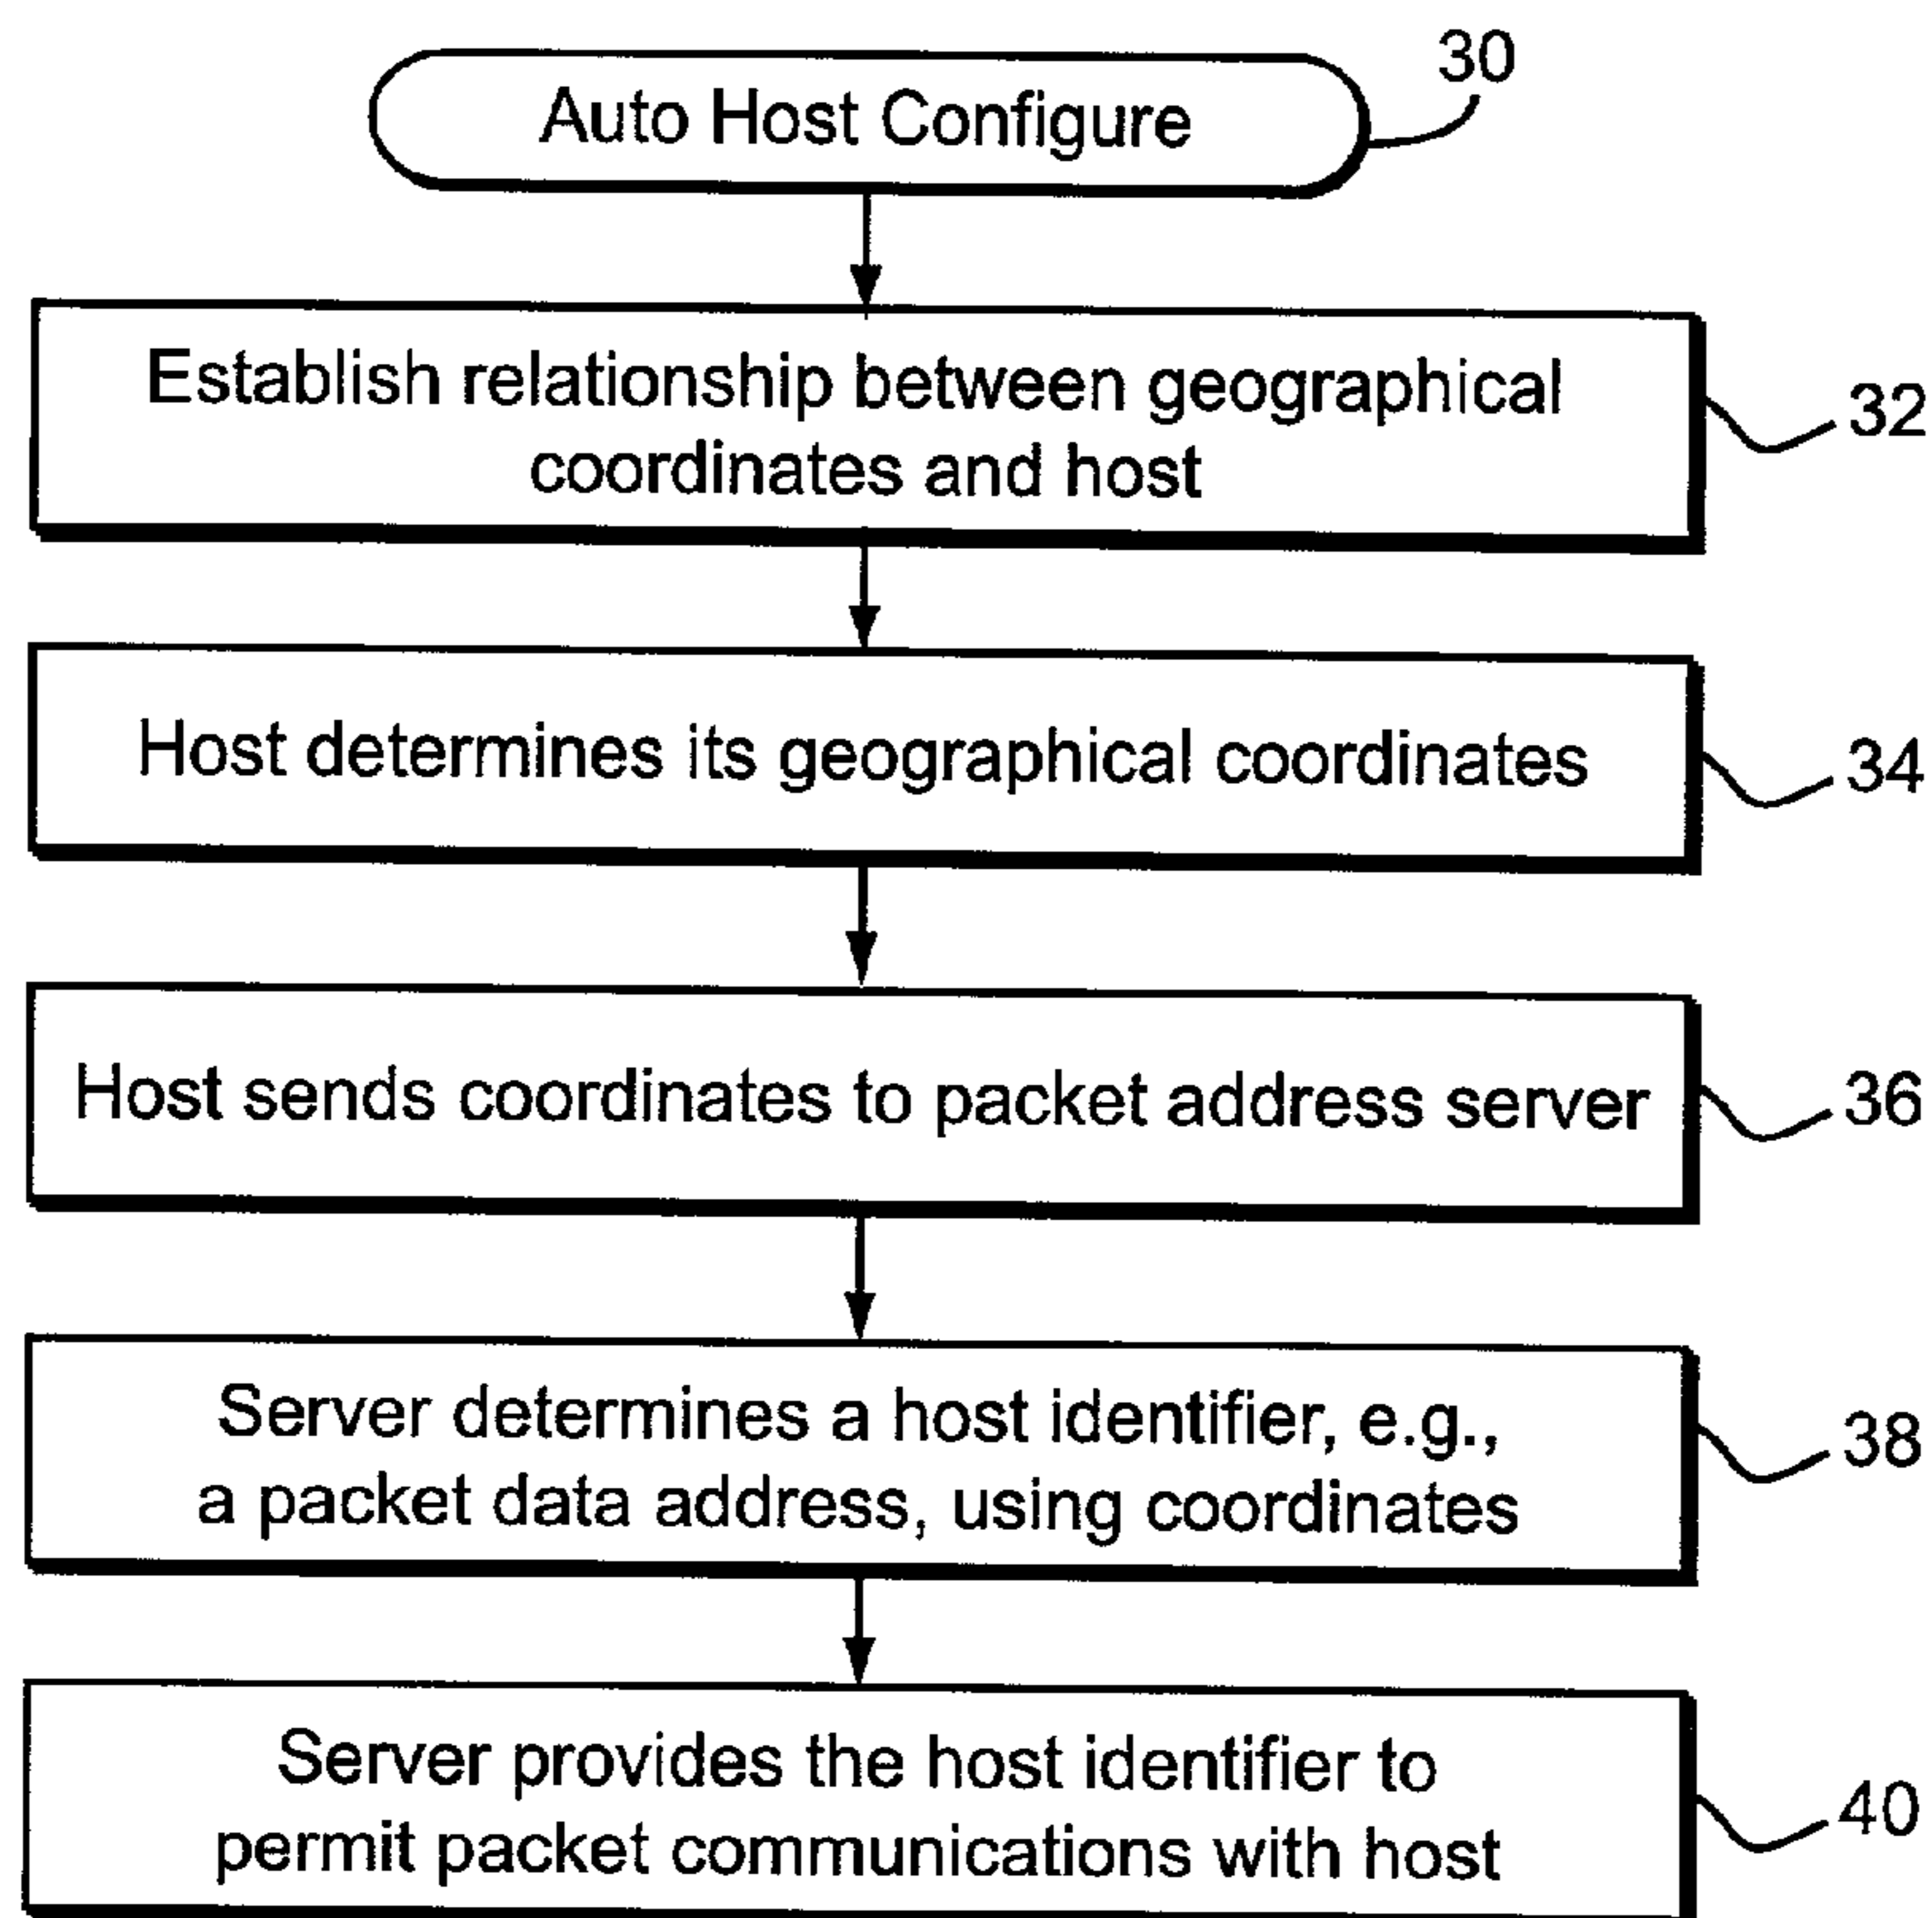 30
Auto Host Configure
Establish relationship between geographical
coordinates and host
32
Host determines its geographical coordinates
34
Host sends coordinates to packet address server
36
Server determines a host identifier, e.g.,
a packet data address, using coordinates
38
Server provides the host identifier to
permit packet communications with host
40